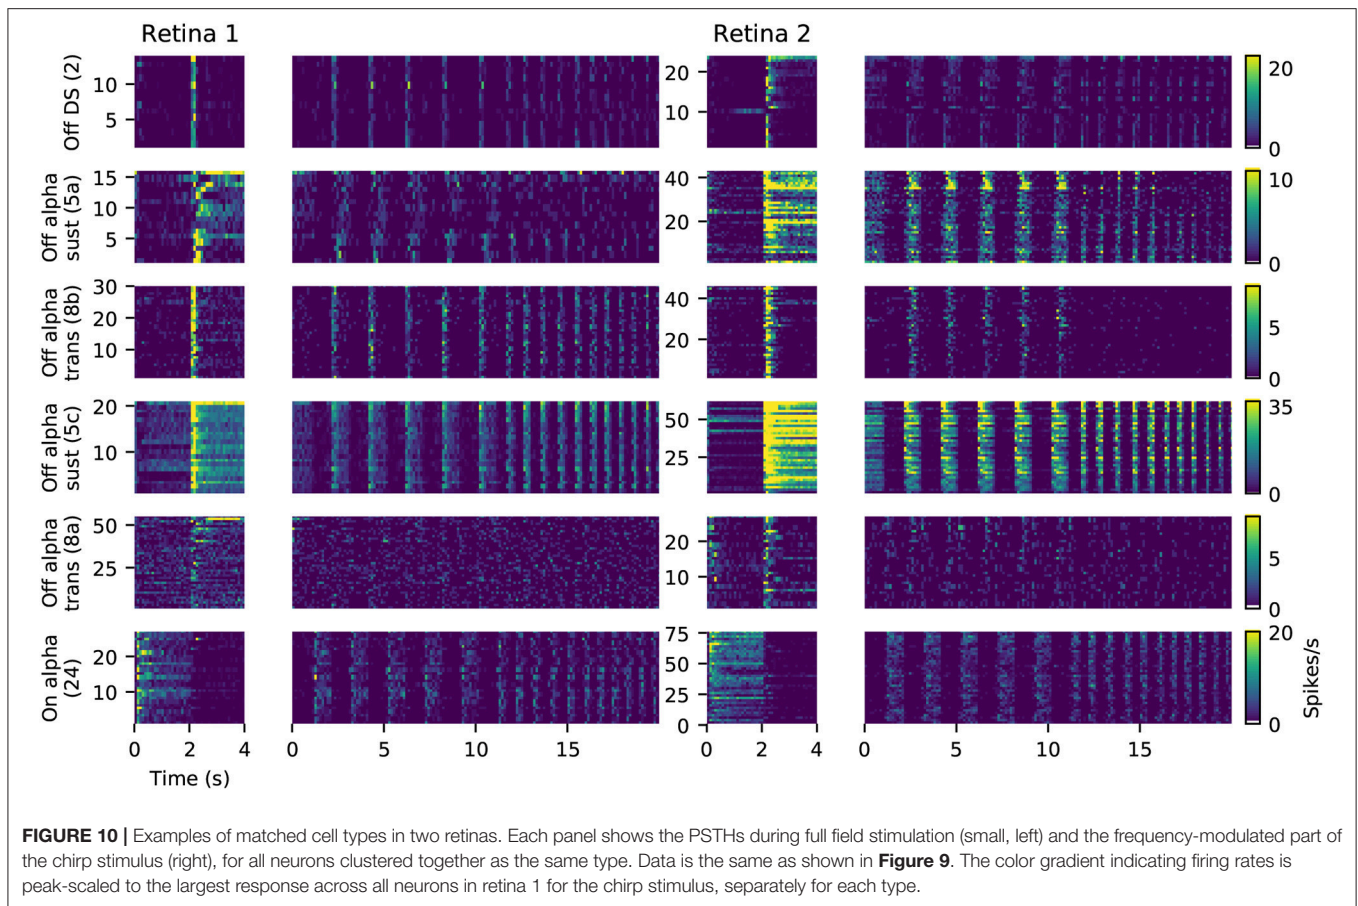 Retina 1
Retina 2
Off DS (2)
10
5
20
10
20
0
Off alpha
sust (5a)
15
10
5
40
20
10
0
Off alpha
trans (8b)
30
20
10
40
20
5
0
Off alpha
sust (5c)
20
10
50
25
35
0
Off alpha
trans (8a)
50
25
20
10
5
0
On alpha
(24)
20
10
75
50
25
0
20
0
Spikes/s
0 2 4 0 5 10 15 0 2 4 0 5 10 15
Time (s)
FIGURE 10 | Examples of matched cell types in two retinas. Each panel shows the PSTHs during full field stimulation (small, left) and the frequency-modulated part of
the chirp stimulus (right), for all neurons clustered together as the same type. Data is the same as shown in Figure 9. The color gradient indicating firing rates is
peak-scaled to the largest response across all neurons in retina 1 for the chirp stimulus, separately for each type.